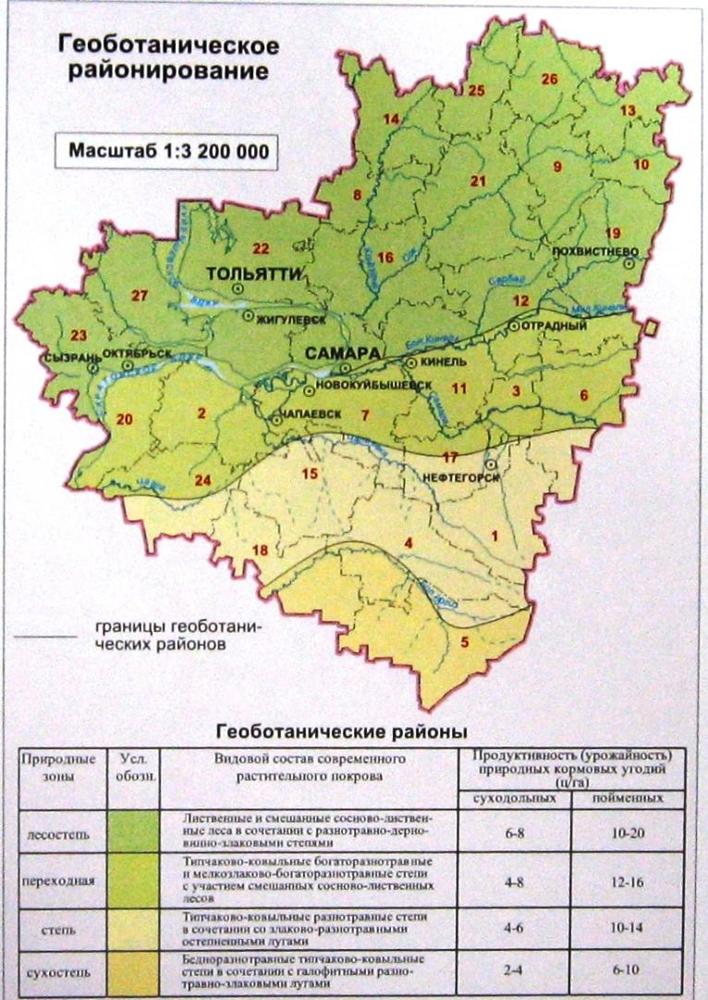 Геоботаническое
районирование
Масштаб 1:3 200 000
26
25
13
14
9
10
21
8
19
ПОХВИСТНЕВО
22
16
Сок
ТОЛЬЯТТИ
27
Сарбай
12
ВДХР.
ЖИГУЛЕВСК
ОТРАДНЫЙ
23
Бол.Кинель
СЫЗРАНЬ
ОКТЯБРЬСК
САМАРА
КИНЕЛЬ
НОВОКУЙБЫШЕВСК
11
3
6
20
2
ЧАПАЕВСК
7
Самара
17
НЕФТЕГОРСК
24
15
18
4
1
5
границы геоботани-
ческих районов
Геоботанические районы
Природные
зоны
Усл.
обозн.
Видовой состав современного
растительного покрова
Продуктивность (урожайность)
природных кормовых угодий
(ц/га)
суходольных
пойменных
лесостепь
Лиственные и смешанные сосново-листвен-
ные леса в сочетании с разнотравно-дерно-
винно-злаковыми степями
6-8
10-20
переходная
Типчаково-ковыльные богаторазнотравные
и мелкозлаково-богаторазнотравные степи
с участием смешанных сосново-лиственных
лесов
4-8
12-16
степь
Типчаково-ковыльные разнотравные степи
в сочетании со злаково-разнотравными
остепненными лугами
4-6
10-14
сухостепь
Бедноразнотравные типчаково-ковыльные
степи в сочетании с галофитными разно-
травно-злаковыми лугами
2-4
6-10